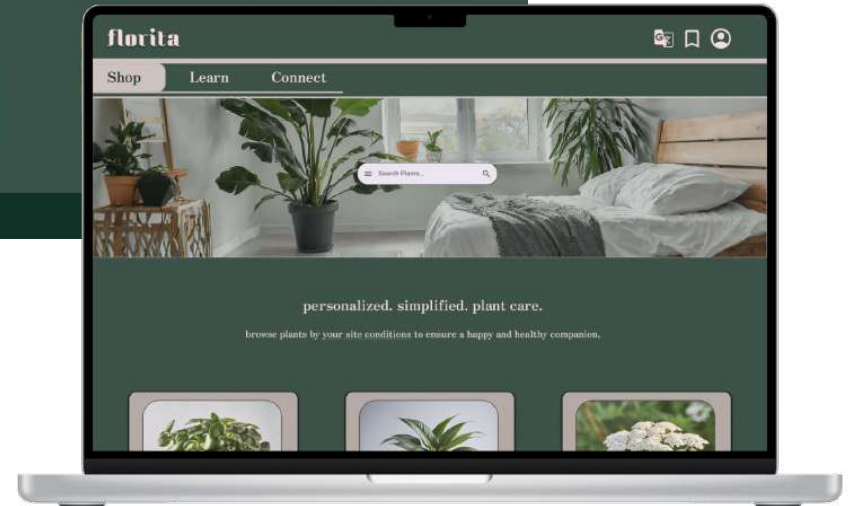 florita
Shop Learn Connect
Search Plants...
personalized. simplified. plant care.
browse plants by your site conditions to ensure a happy and healthy companion.